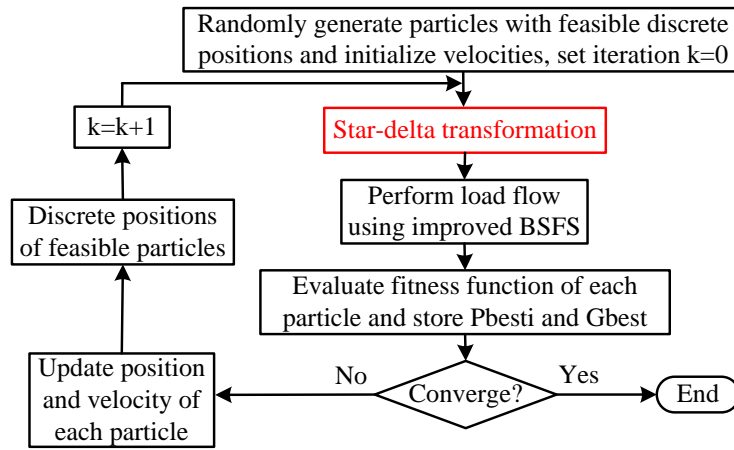 Randomly generate particles with feasible discrete
positions and initialize velocities, set iteration k=0
k=k+1
Star-delta transformation
Perform load flow
using improved BSFS
Discrete positions
of feasible particles
Evaluate fitness function of each
particle and store Pbesti and Gbest
Update position
and velocity of
each particle
No
Converge?
Yes
End